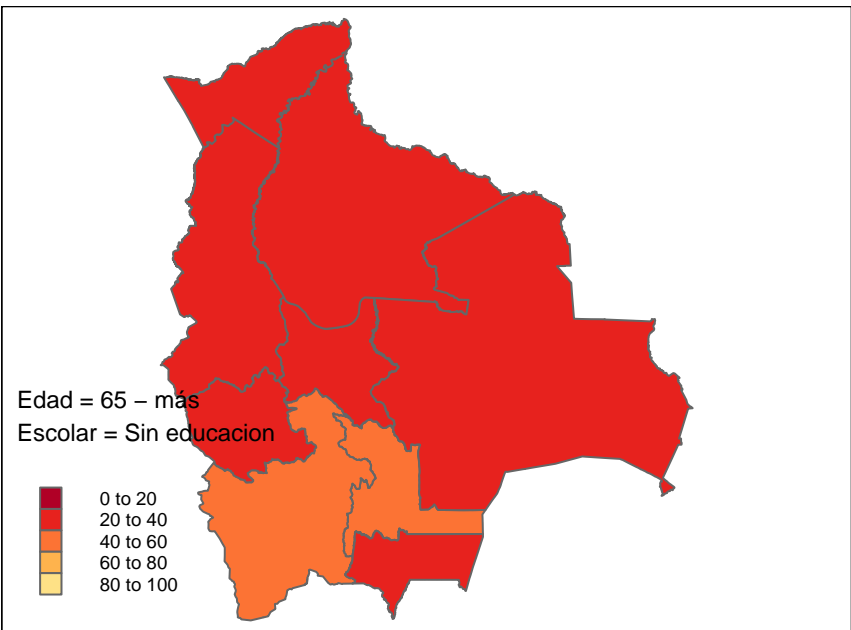 Edad = 65 – más
Escolar = Sin educacion
0 to 20
20 to 40
40 to 60
60 to 80
80 to 100